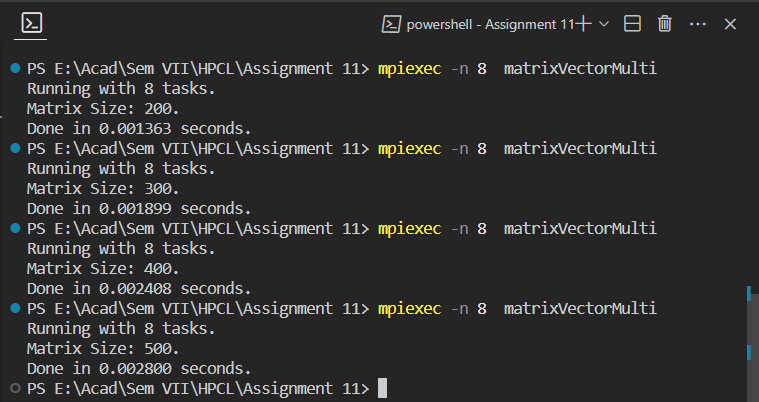 powershell - Assignment 11
PS E:\Acad\Sem VII\HPCL\Assignment 11> mpiexec -n 8  matrixVectorMulti
Running with 8 tasks.
Matrix Size: 200.
Done in 0.001363 seconds.
PS E:\Acad\Sem VII\HPCL\Assignment 11> mpiexec -n 8  matrixVectorMulti
Running with 8 tasks.
Matrix Size: 300.
Done in 0.001899 seconds.
PS E:\Acad\Sem VII\HPCL\Assignment 11> mpiexec -n 8  matrixVectorMulti
Running with 8 tasks.
Matrix Size: 400.
Done in 0.002408 seconds.
PS E:\Acad\Sem VII\HPCL\Assignment 11> mpiexec -n 8  matrixVectorMulti
Running with 8 tasks.
Matrix Size: 500.
Done in 0.002800 seconds.
PS E:\Acad\Sem VII\HPCL\Assignment 11>